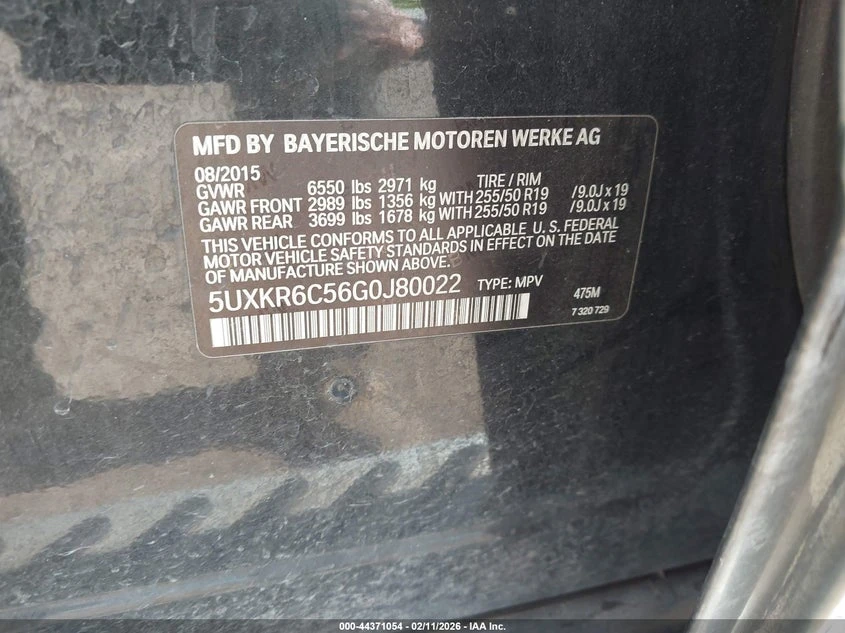 MFD BY BAYERISCHE MOTOREN WERKE AG
08/2015 TIRE / RIM
GVWR 6550 lbs 2971 kg
GAWR FRONT 2989 lbs 1356 kg WITH 255/50 R19 /9.0J x 19
GAWR REAR 3699 lbs 1678 kg WITH 255/50 R19 /9.0J x 19
THIS VEHICLE CONFORMS TO ALL APPLICABLE U. S. FEDERAL
MOTOR VEHICLE SAFETY STANDARDS IN EFFECT ON THE DATE
OF MANUFACTURE SHOWN ABOVE.
5UXKR6C56G0J80022 TYPE: MPV
475M
7 320 729
000-44371054 - 02/11/2026 - IAA Inc.